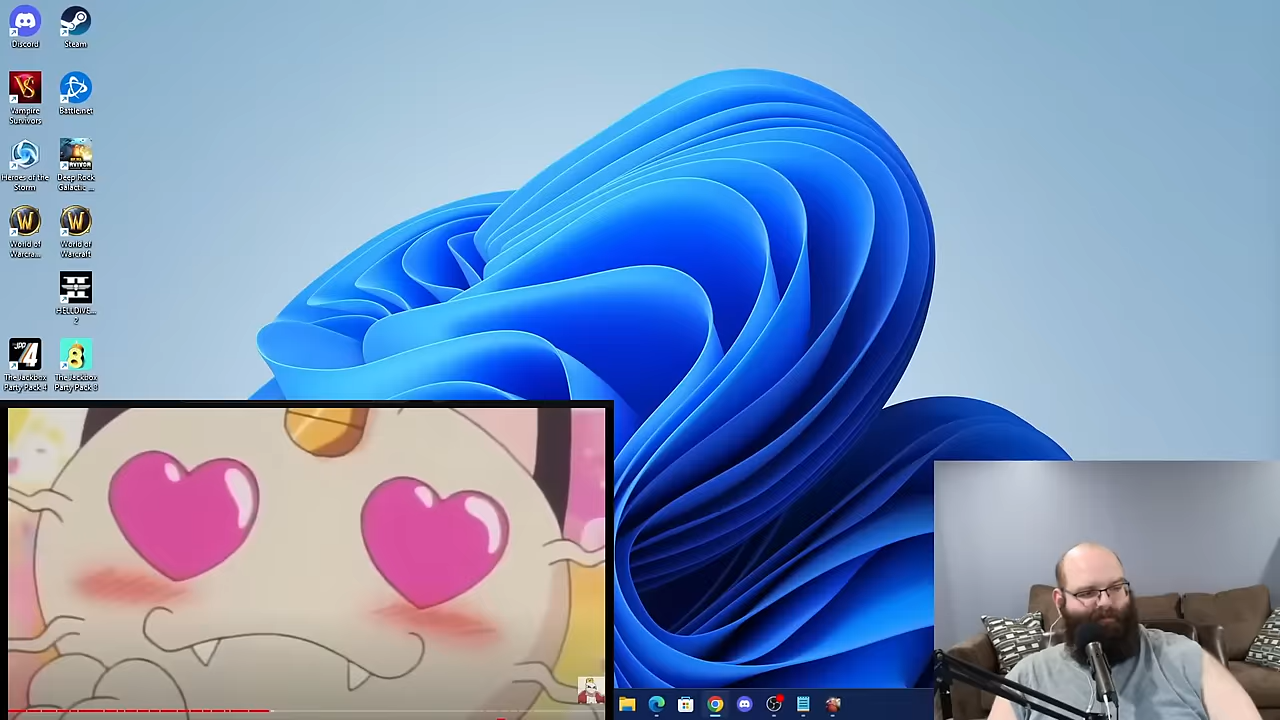 Discord
Steam
Vampire
Survivors
Battle.net
Heroes of the
Storm
Deep Rock
Galactic ...
World of
Warcra...
World of
Warcraft
HELLDIVE...
2
The Jackbox
Party Pack 4
The Jackbox
Party Pack 8